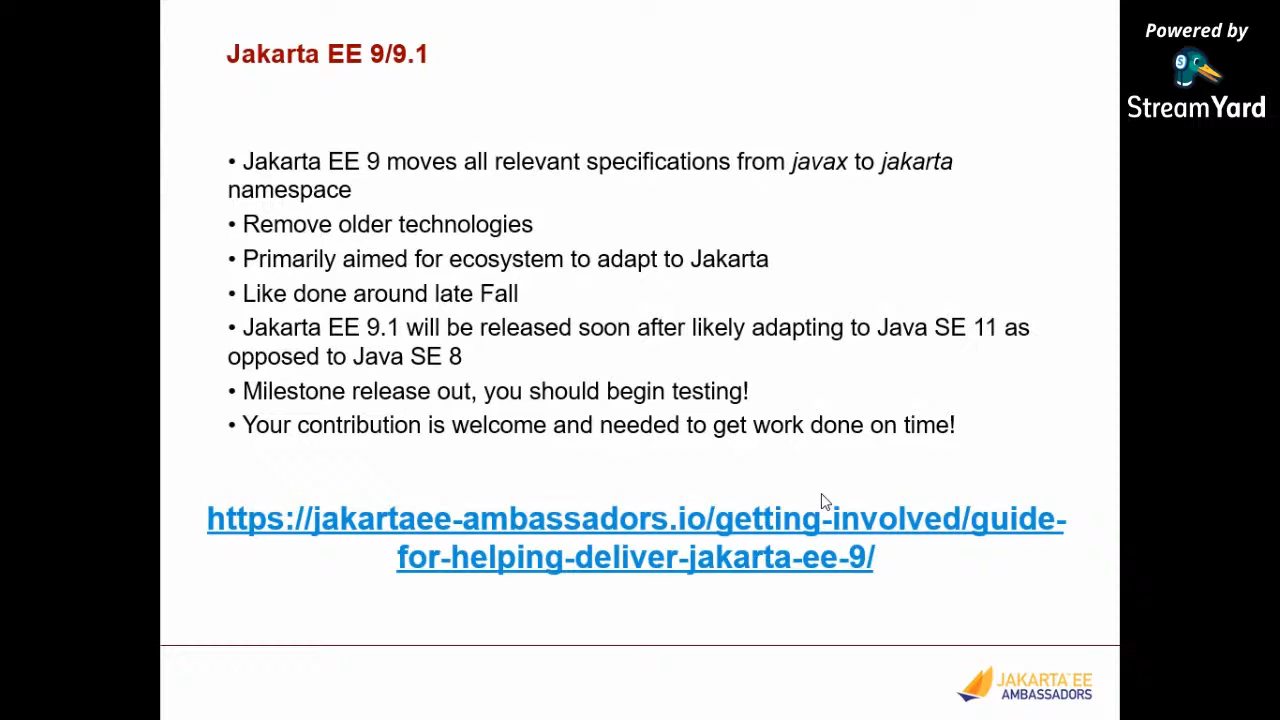 Jakarta EE 9/9.1
Powered by
StreamYard
• Jakarta EE 9 moves all relevant specifications from javax to jakarta
namespace
• Remove older technologies
• Primarily aimed for ecosystem to adapt to Jakarta
• Like done around late Fall
• Jakarta EE 9.1 will be released soon after likely adapting to Java SE 11 as
opposed to Java SE 8
• Milestone release out, you should begin testing!
• Your contribution is welcome and needed to get work done on time!
https://jakartaee-ambassadors.io/getting-involved/guide-
for-helping-deliver-jakarta-ee-9/
JAKARTA EE
AMBASSADORS